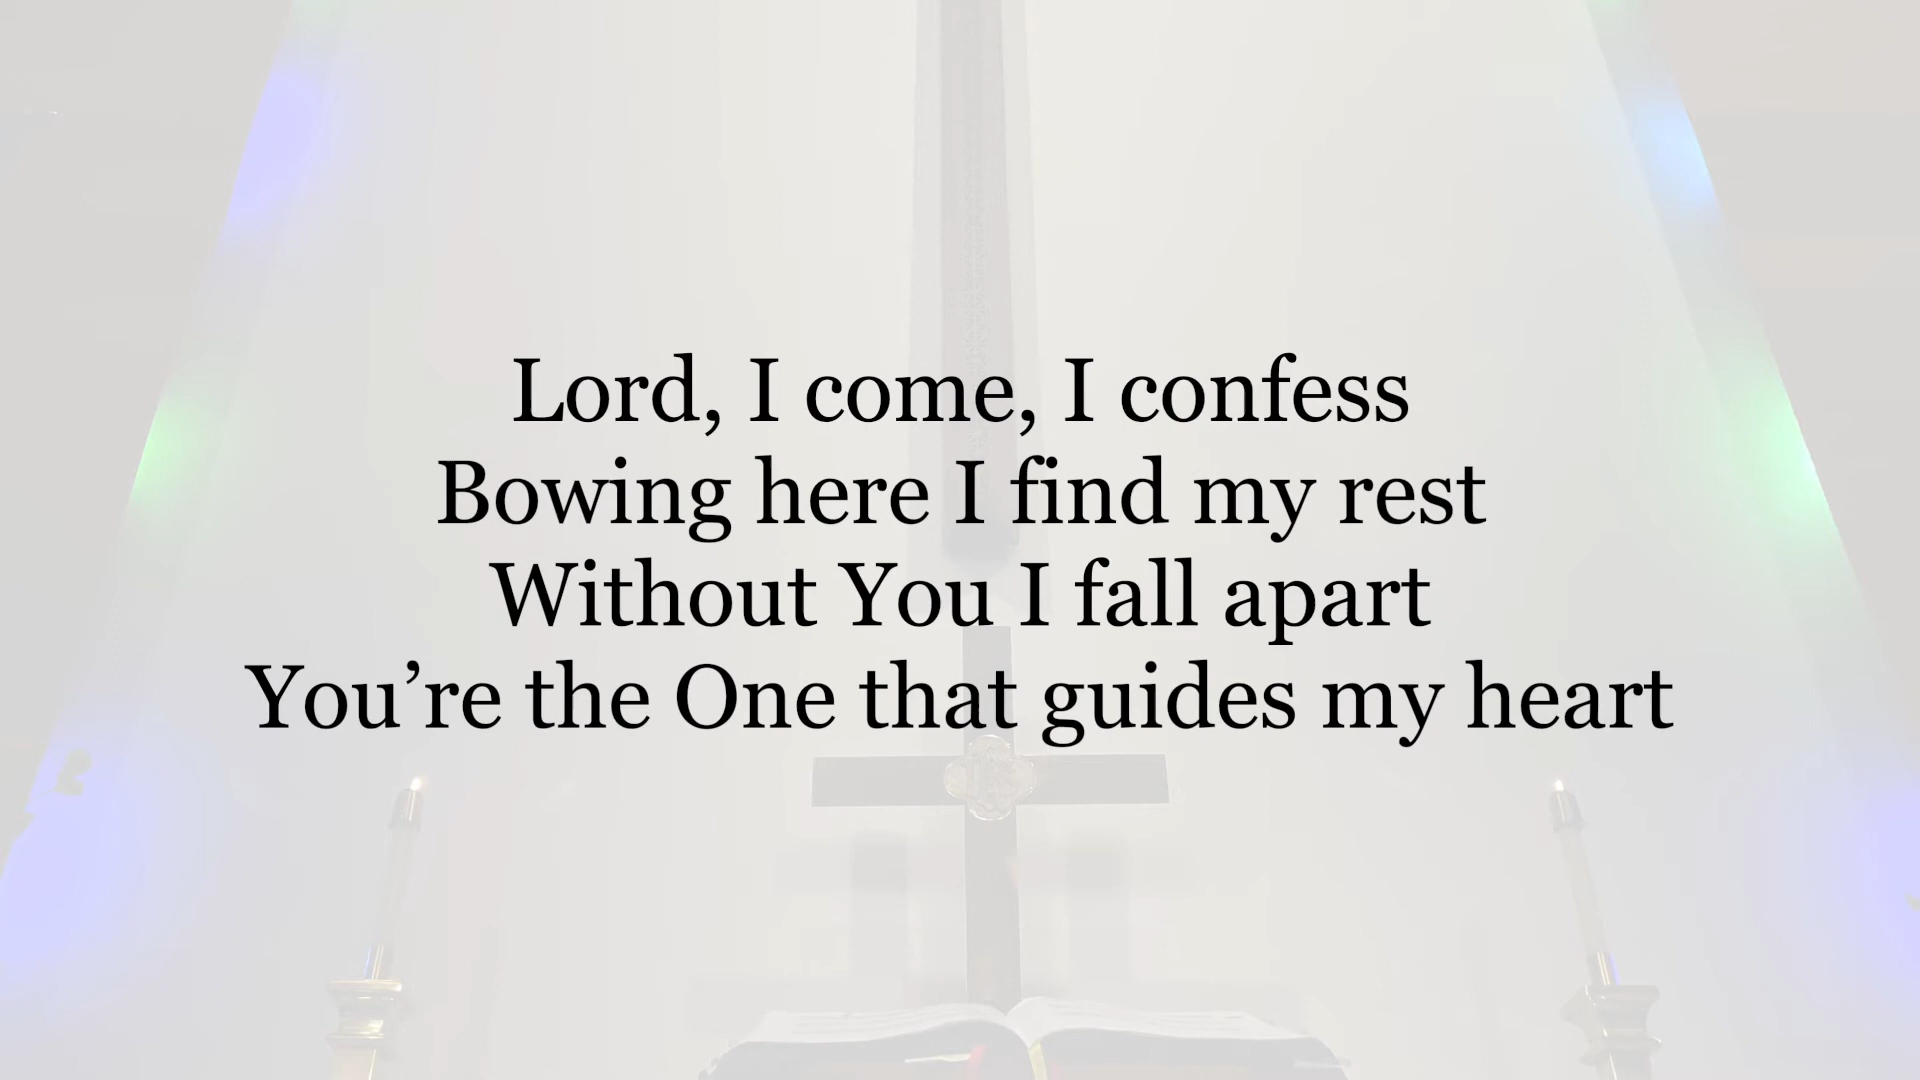 Lord, I come, I confess
Bowing here I find my rest
Without You I fall apart
You’re the One that guides my heart